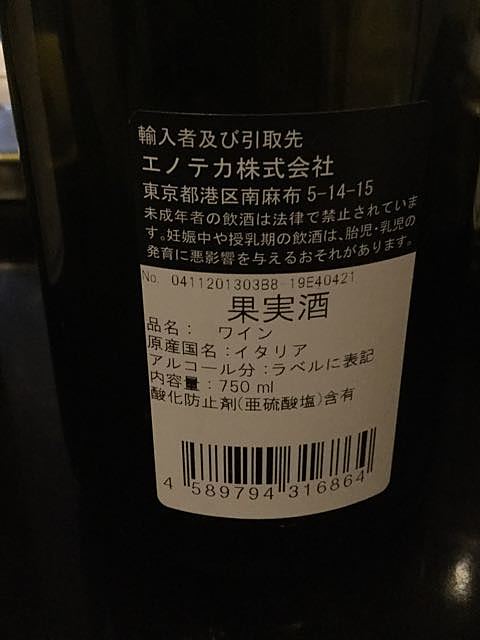 輸入者及び引取先
エノテカ株式会社
東京都港区南麻布5-14-15
未成年者の飲酒は法律で禁止されていま
す。妊娠中や授乳期の飲酒は、胎児・乳児の
発育に悪影響を与えるおそれがあります。
No. 0411201303B8-19E40421
果実酒
品名： ワイン
原産国名：イタリア
アルコール分：ラベルに表記
内容量：750 ml
酸化防止剤(亜硫酸塩)含有
4 589794 316864